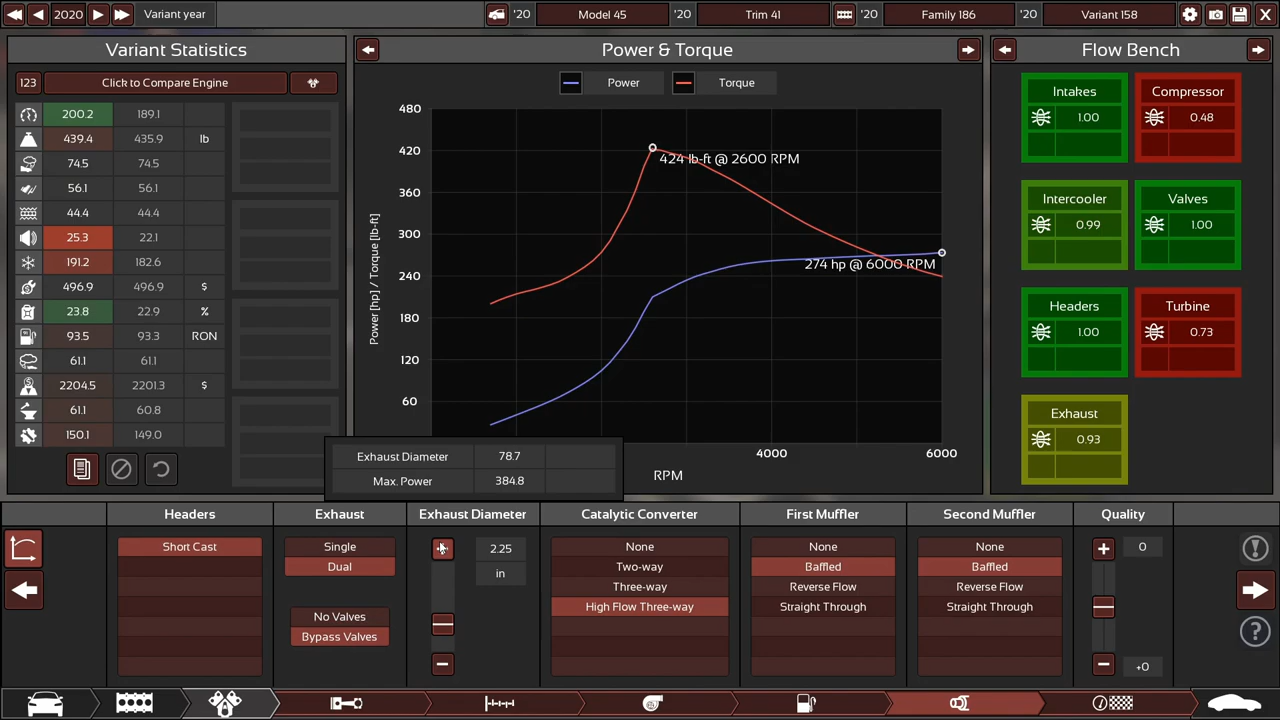 2020 Variant year '20 Model 45 '20 Trim 41 '20 Family 186 '20 Variant 158
Variant Statistics
123 Click to Compare Engine
200.2 189.1
439.4 435.9 lb
74.5 74.5
56.1 56.1
44.4 44.4
25.3 22.1
191.2 182.6
496.9 496.9 $
23.8 22.9 %
93.5 93.3 RON
61.1 61.1
2204.5 2201.3 $
61.1 60.8
150.1 149.0
Power & Torque
Power Torque
480
420
360
300
240
180
120
60
Power [hp] / Torque [lb-ft]
424 lb-ft @ 2600 RPM
274 hp @ 6000 RPM
4000 6000
RPM
Exhaust Diameter 78.7
Max. Power 384.8
Flow Bench
Intakes Compressor
1.00 0.48
Intercooler Valves
0.99 1.00
Headers Turbine
1.00 0.73
Exhaust
0.93
Headers
Short Cast
Exhaust
Single
Dual
No Valves
Bypass Valves
Exhaust Diameter
+ 2.25
in
−
Catalytic Converter
None
Two-way
Three-way
High Flow Three-way
First Muffler
None
Baffled
Reverse Flow
Straight Through
Second Muffler
None
Baffled
Reverse Flow
Straight Through
Quality
+ 0
− +0
!
?